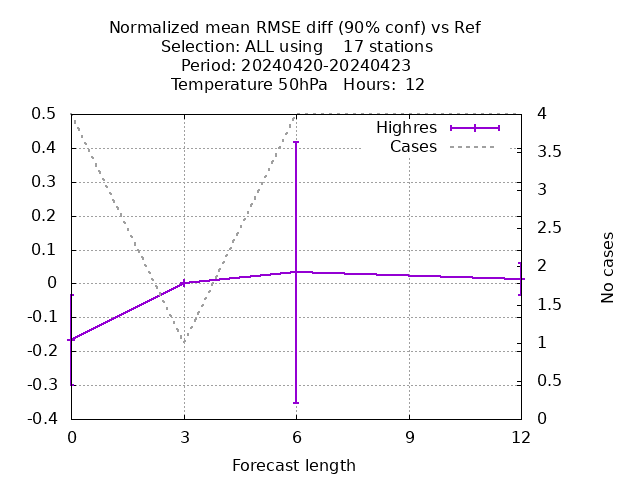 Normalized mean RMSE diff (90% conf) vs Ref
Selection: ALL using    17 stations
Period: 20240420-20240423
Temperature 50hPa   Hours:  12
Highres
Cases
0.5
0.4
0.3
0.2
0.1
0
-0.1
-0.2
-0.3
-0.4
4
3.5
3
2.5
2
1.5
1
0.5
0
No cases
0 3 6 9 12
Forecast length